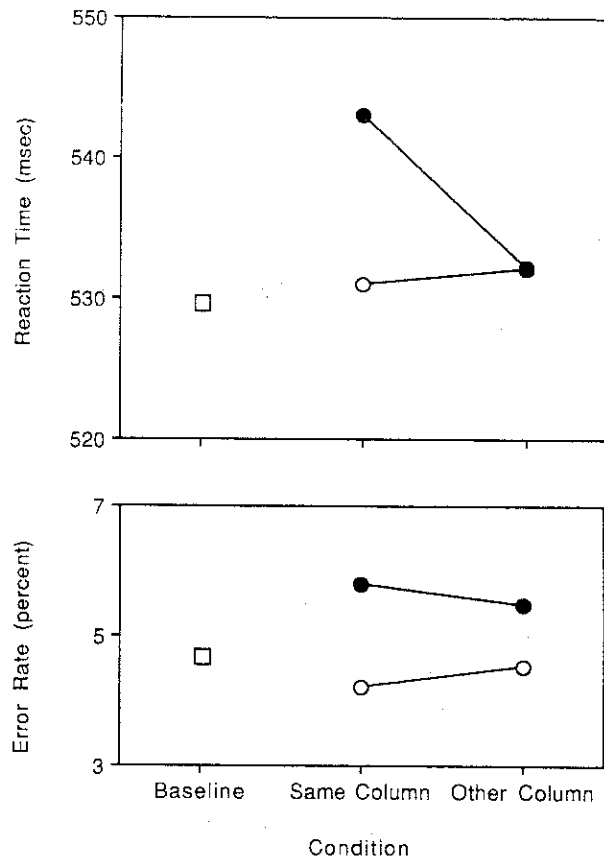 550
540
530
520
Reaction Time (msec)
7
5
3
Error Rate (percent)
Baseline Same Column Other Column
Condition